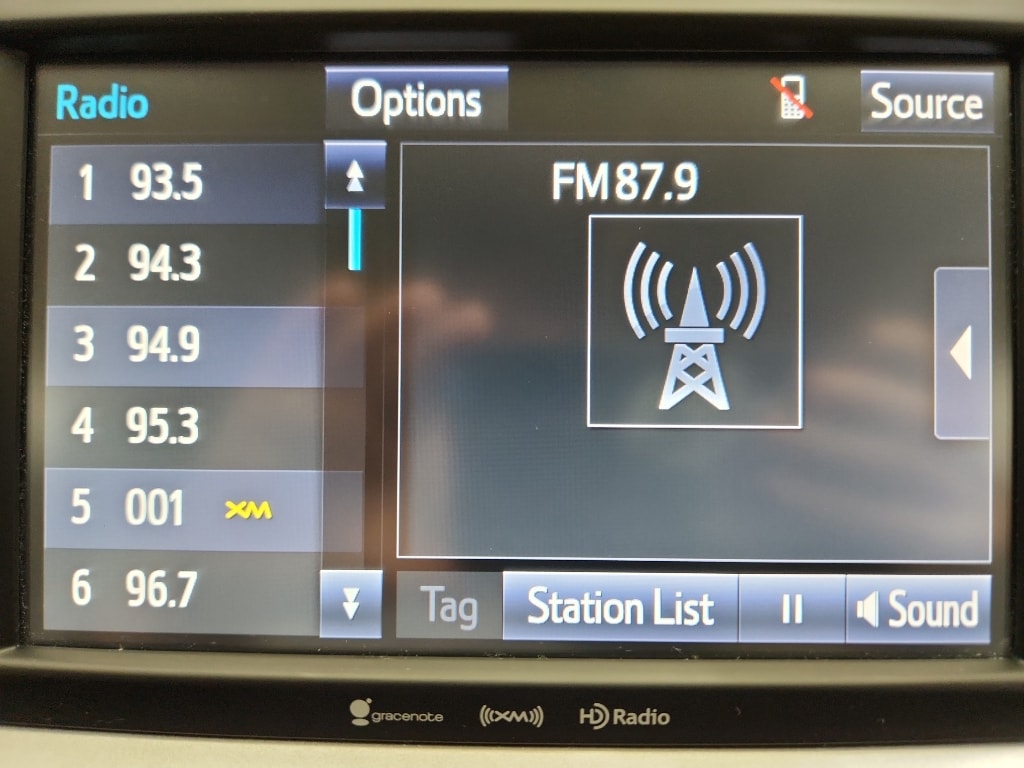 Radio Options Source
1 93.5
2 94.3
3 94.9
4 95.3
5 001 XM
6 96.7
FM 87.9
Tag Station List Sound
gracenote XM HD Radio